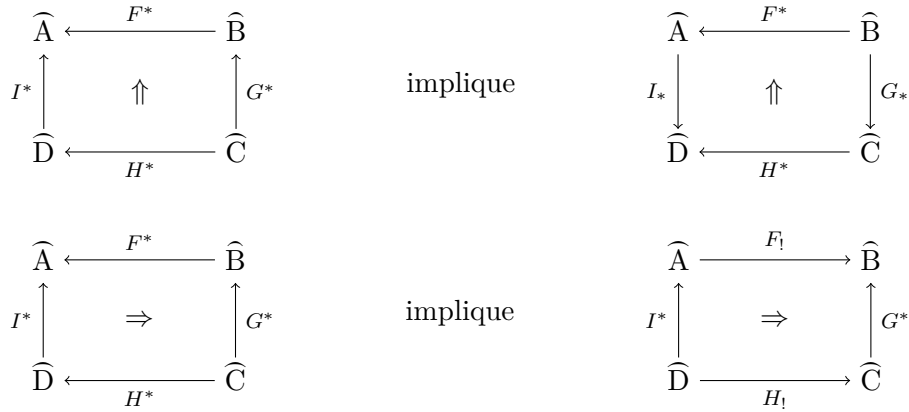 Â F* B̂ Â F* B̂
I* ⇑ G* implique I∗ ⇑ G∗
D̂ H* Ĉ D̂ H* Ĉ
Â F* B̂ Â F! B̂
I* ⇒ G* implique I* ⇒ G*
D̂ H* Ĉ D̂ H! Ĉ